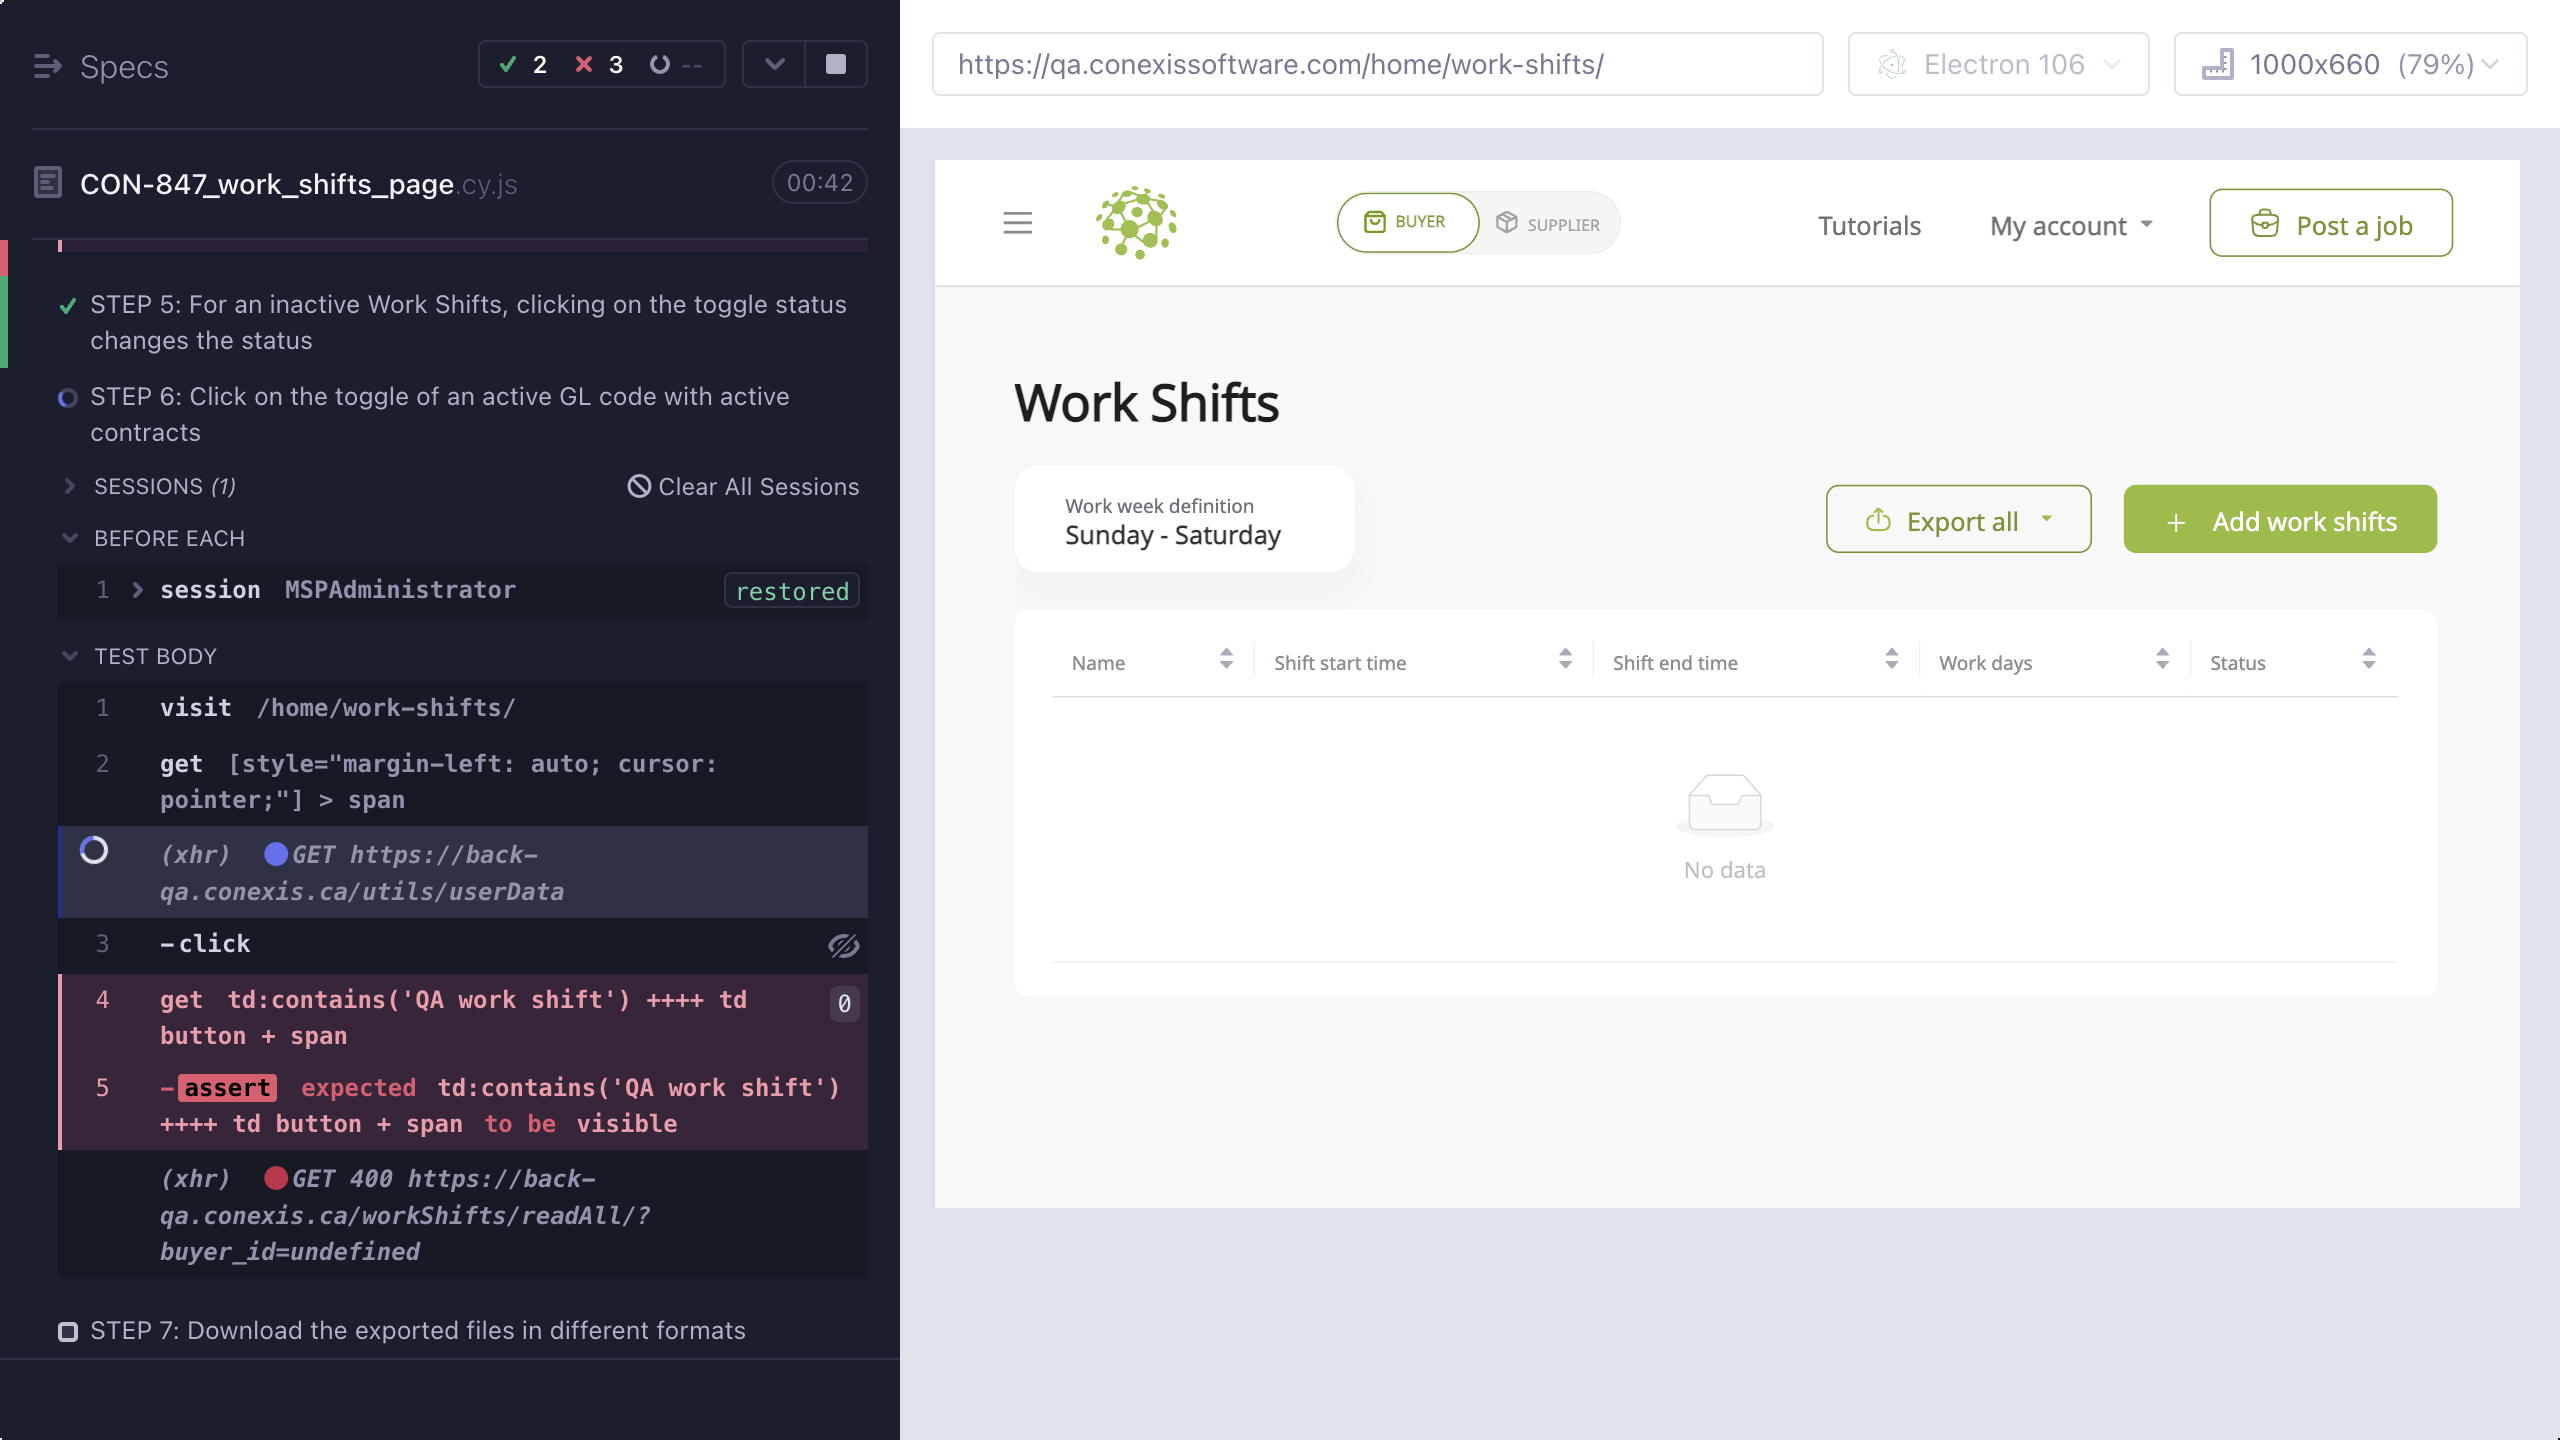 Specs
2 3 --
CON-847_work_shifts_page.cy.js 00:42
STEP 5: For an inactive Work Shifts, clicking on the toggle status
changes the status
STEP 6: Click on the toggle of an active GL code with active
contracts
SESSIONS (1) Clear All Sessions
BEFORE EACH
1 session MSPAdministrator restored
TEST BODY
1 visit /home/work-shifts/
2 get [style="margin-left: auto; cursor:
pointer;"] > span
(xhr) GET https://back-
qa.conexis.ca/utils/userData
3 -click
4 get td:contains('QA work shift') ++++ td 0
button + span
5 -assert expected td:contains('QA work shift')
++++ td button + span to be visible
(xhr) GET 400 https://back-
qa.conexis.ca/workShifts/readAll/?
buyer_id=undefined
STEP 7: Download the exported files in different formats
https://qa.conexissoftware.com/home/work-shifts/ Electron 106 1000x660 (79%)
BUYER SUPPLIER Tutorials My account Post a job
Work Shifts
Work week definition
Sunday - Saturday
Export all + Add work shifts
Name Shift start time Shift end time Work days Status
No data